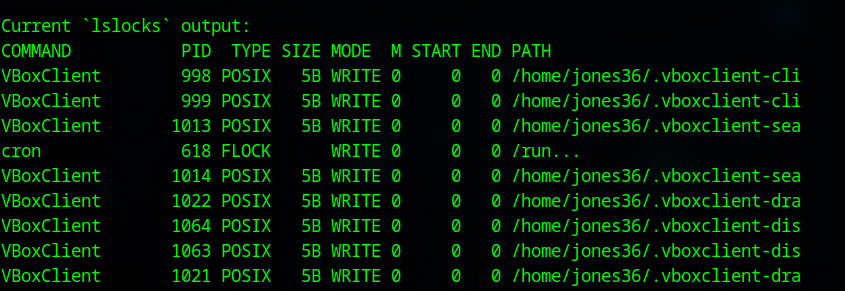 Current `lslocks` output:
COMMAND           PID  TYPE SIZE MODE  M START END PATH
VBoxClient        998 POSIX   5B WRITE 0     0   0 /home/jones36/.vboxclient-cli
VBoxClient        999 POSIX   5B WRITE 0     0   0 /home/jones36/.vboxclient-cli
VBoxClient       1013 POSIX   5B WRITE 0     0   0 /home/jones36/.vboxclient-sea
cron              618 FLOCK      WRITE 0     0   0 /run...
VBoxClient       1014 POSIX   5B WRITE 0     0   0 /home/jones36/.vboxclient-sea
VBoxClient       1022 POSIX   5B WRITE 0     0   0 /home/jones36/.vboxclient-dra
VBoxClient       1064 POSIX   5B WRITE 0     0   0 /home/jones36/.vboxclient-dis
VBoxClient       1063 POSIX   5B WRITE 0     0   0 /home/jones36/.vboxclient-dis
VBoxClient       1021 POSIX   5B WRITE 0     0   0 /home/jones36/.vboxclient-dra